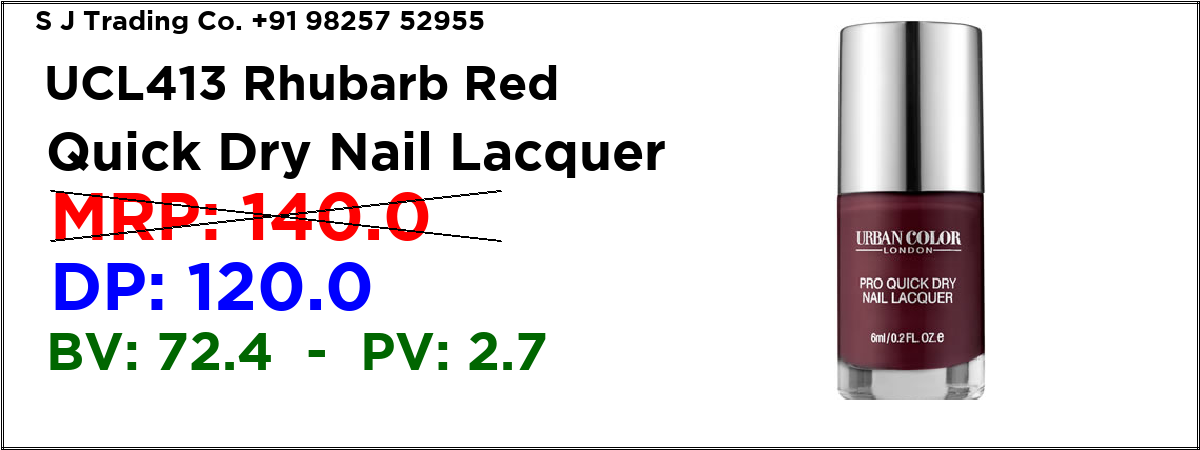 S J Trading Co. +91 98257 52955
UCL413 Rhubarb Red
Quick Dry Nail Lacquer
MRP: 140.0
DP: 120.0
BV: 72.4 - PV: 2.7
URBAN COLOR
LONDON
PRO QUICK DRY
NAIL LACQUER
6ml/0.2 FL. OZ.℮